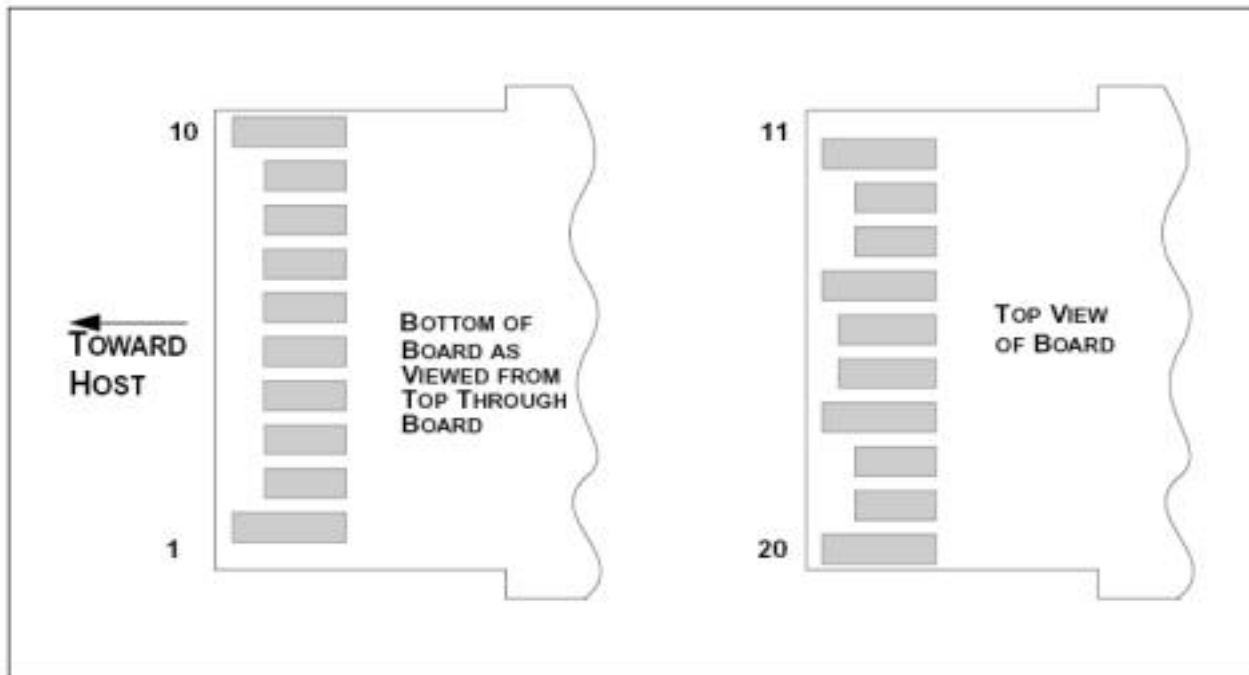 10
TOWARD
HOST
1
BOTTOM OF
BOARD AS
VIEWED FROM
TOP THROUGH
BOARD
11
20
TOP VIEW
OF BOARD